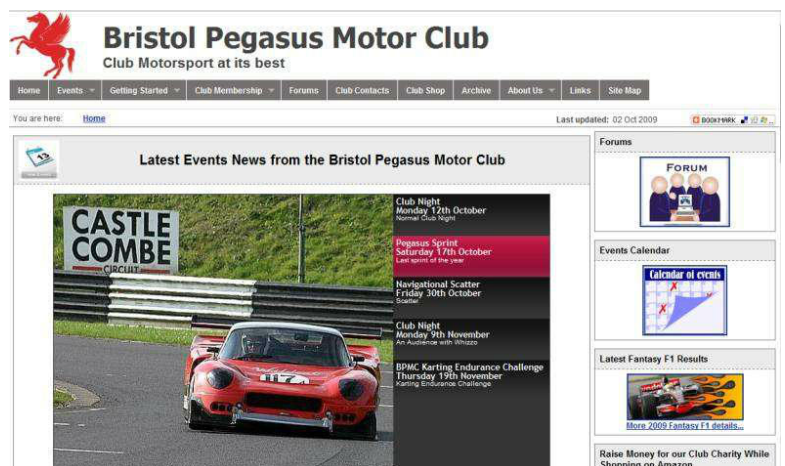 Bristol Pegasus Motor Club
Club Motorsport at its best
Home Events Getting Started Club Membership Forums Club Contacts Club Shop Archive About Us Links Site Map
You are here: Home
Last updated: 02 Oct 2009
BOOKMARK
Latest Events News from the Bristol Pegasus Motor Club
CASTLE
COMBE
CIRCUIT
Club Night
Monday 12th October
Normal Club Night
Pegasus Sprint
Saturday 17th October
Last sprint of the year
Navigational Scatter
Friday 30th October
Scatter
Club Night
Monday 9th November
An Audience with Whizzo
BPMC Karting Endurance Challenge
Thursday 19th November
Karting Endurance Challenge
Forums
FORUM
Events Calendar
Calendar of events
Latest Fantasy F1 Results
More 2009 Fantasy F1 details...
Raise Money for our Club Charity While
Shopping on Amazon